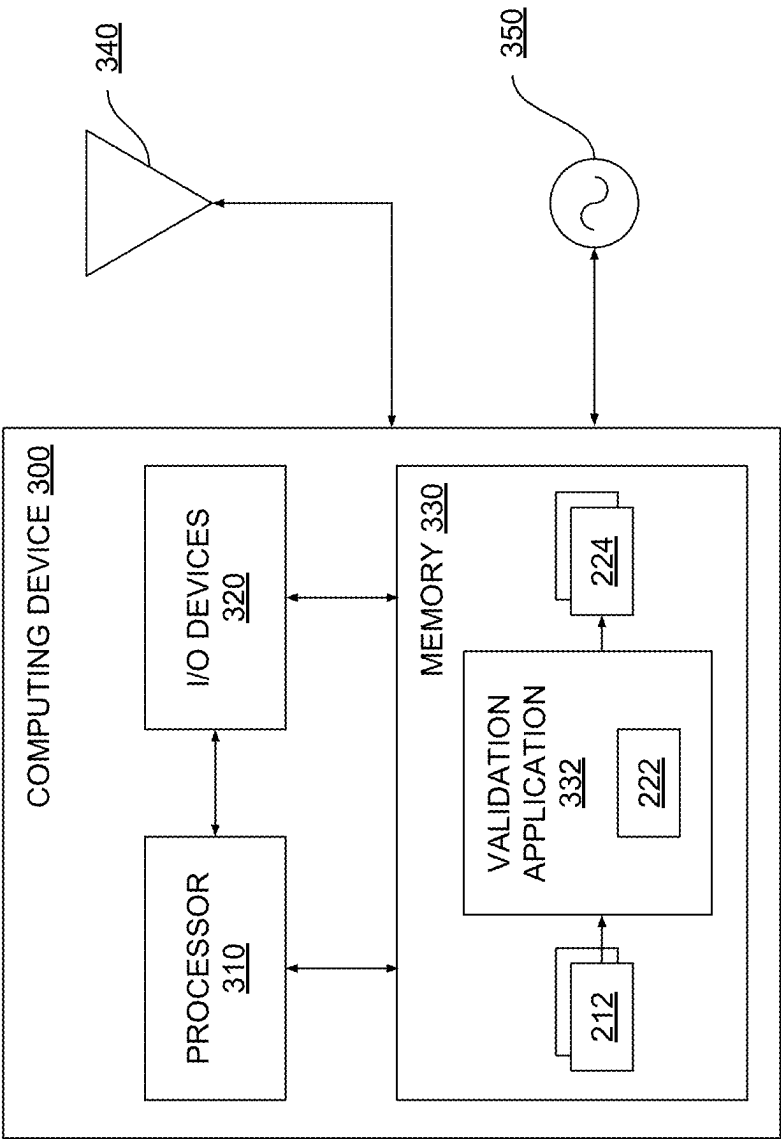 COMPUTING DEVICE 300
PROCESSOR
310
I/O DEVICES
320
MEMORY 330
212
VALIDATION
APPLICATION
332
222
224
340
350